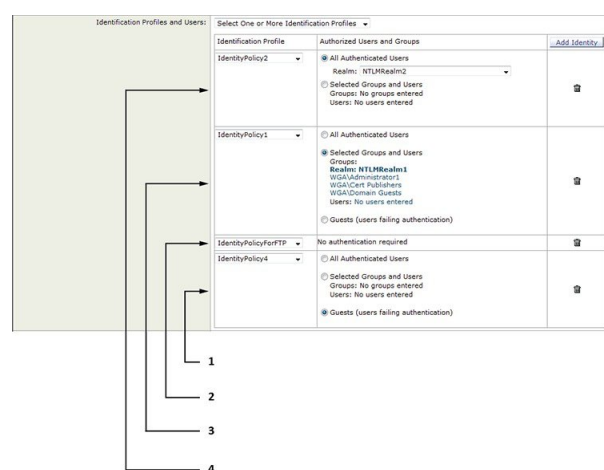 Identification Profiles and Users:
Select One or More Identification Profiles
Identification Profile
Authorized Users and Groups
Add Identity
IdentityPolicy2
All Authenticated Users
Realm: NTLMRealm2
Selected Groups and Users
Groups: No groups entered
Users: No users entered
IdentityPolicy1
All Authenticated Users
Selected Groups and Users
Groups:
Realm: NTLMRealm1
WGA\Administrator1
WGA\Cert Publishers
WGA\Domain Guests
Users: No users entered
Guests (users failing authentication)
IdentityPolicyForFTP
No authentication required
IdentityPolicy4
All Authenticated Users
Selected Groups and Users
Groups: No groups entered
Users: No users entered
Guests (users failing authentication)
1
2
3
4